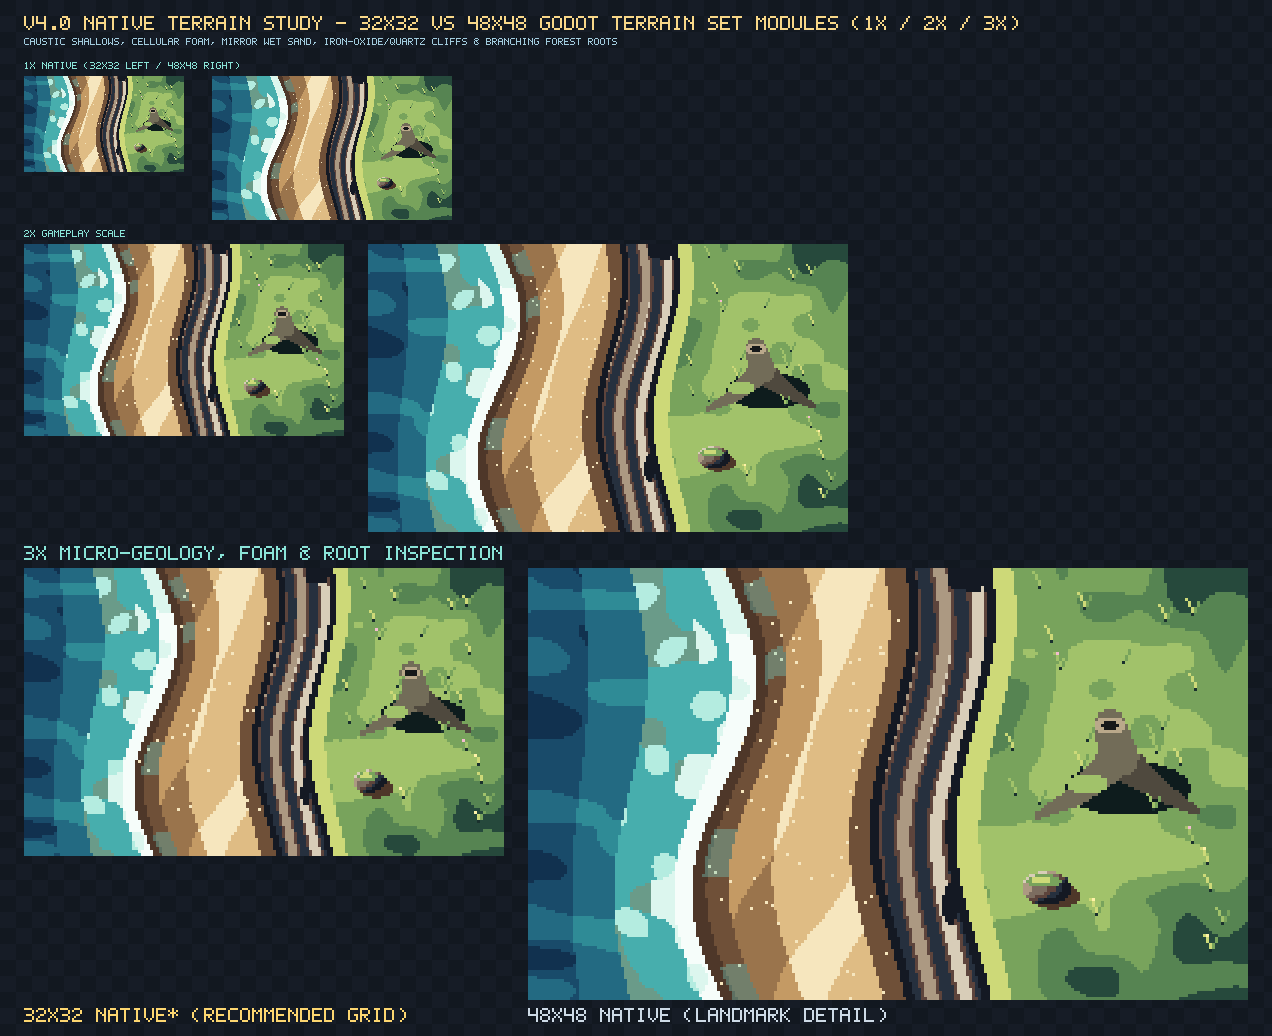 V4.0 NATIVE TERRAIN STUDY - 32X32 VS 48X48 GODOT TERRAIN SET MODULES (1X / 2X / 3X)
CAUSTIC SHALLOWS, CELLULAR FOAM, MIRROR WET SAND, IRON-OXIDE/QUARTZ CLIFFS & BRANCHING FOREST ROOTS
1X NATIVE (32X32 LEFT / 48X48 RIGHT)
2X GAMEPLAY SCALE
3X MICRO-GEOLOGY, FOAM & ROOT INSPECTION
32X32 NATIVE* (RECOMMENDED GRID)
48X48 NATIVE (LANDMARK DETAIL)